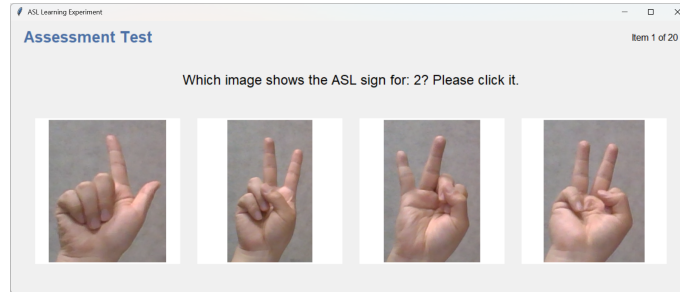 ASL Learning Experiment
Assessment Test
Item 1 of 20
Which image shows the ASL sign for: 2? Please click it.